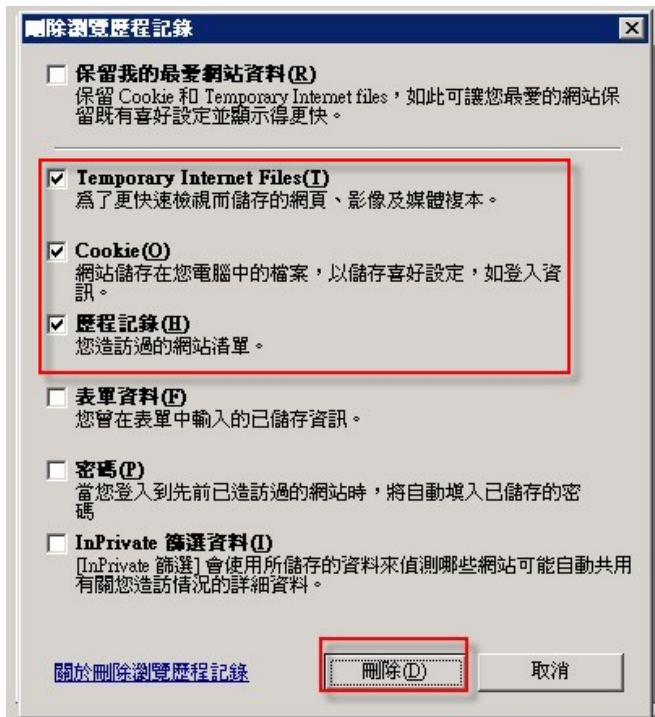 刪除瀏覽歷程記錄
保留我的最愛網站資料(R)
保留 Cookie 和 Temporary Internet files，如此可讓您最愛的網站保
留既有喜好設定並顯示得更快。
Temporary Internet Files(T)
為了更快速檢視而儲存的網頁、影像及媒體複本。
Cookie(O)
網站儲存在您電腦中的檔案，以儲存喜好設定，如登入資
訊。
歷程記錄(H)
您造訪過的網站清單。
表單資料(F)
您曾在表單中輸入的已儲存資訊。
密碼(P)
當您登入到先前已造訪過的網站時，將自動填入已儲存的密
碼
InPrivate 篩選資料(I)
[InPrivate 篩選] 會使用所儲存的資料來偵測哪些網站可能自動共用
有關您造訪情況的詳細資料。
關於刪除瀏覽歷程記錄
刪除(D)
取消